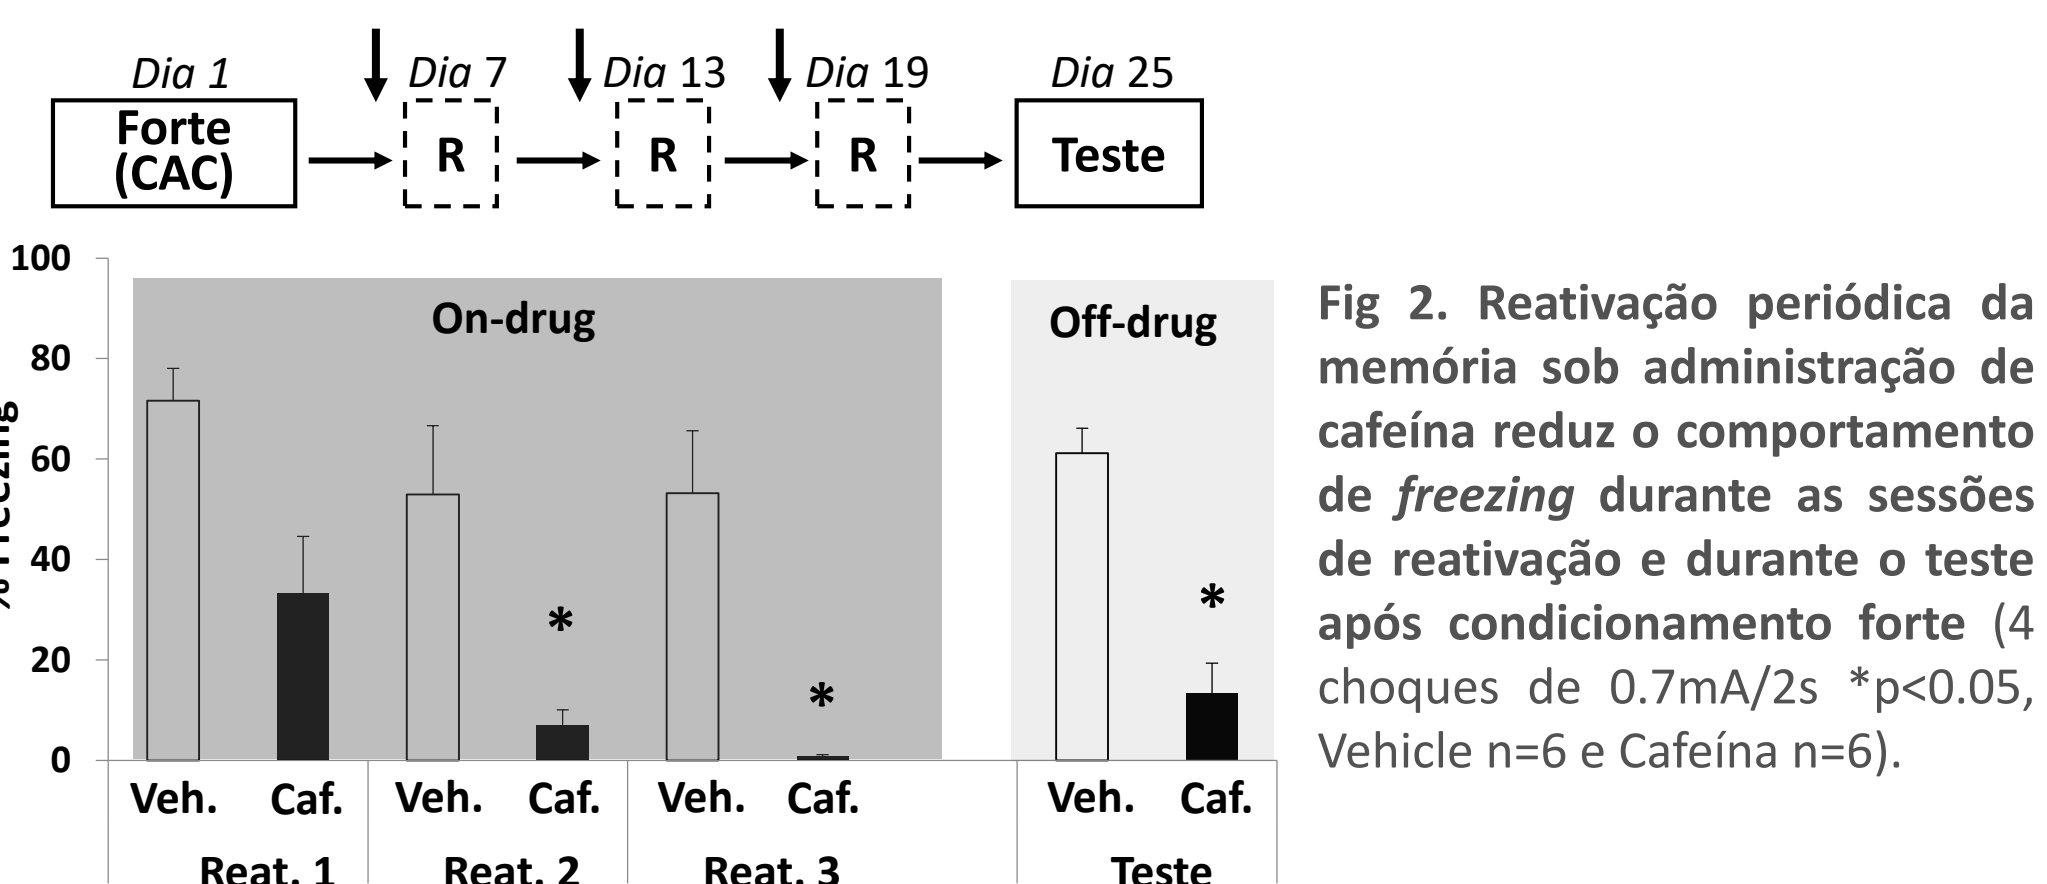 Dia 1 Dia 7 Dia 13 Dia 19 Dia 25
Forte
(CAC)
R R R Teste
100
80
60
40
20
0
% Freezing
On-drug
Off-drug
*
*
*
Veh. Caf. Veh. Caf. Veh. Caf. Veh. Caf.
Reat. 1 Reat. 2 Reat. 3 Teste
Fig 2. Reativação periódica da
memória sob administração de
cafeína reduz o comportamento
de freezing durante as sessões
de reativação e durante o teste
após condicionamento forte (4
choques de 0.7mA/2s *p<0.05,
Vehicle n=6 e Cafeína n=6).